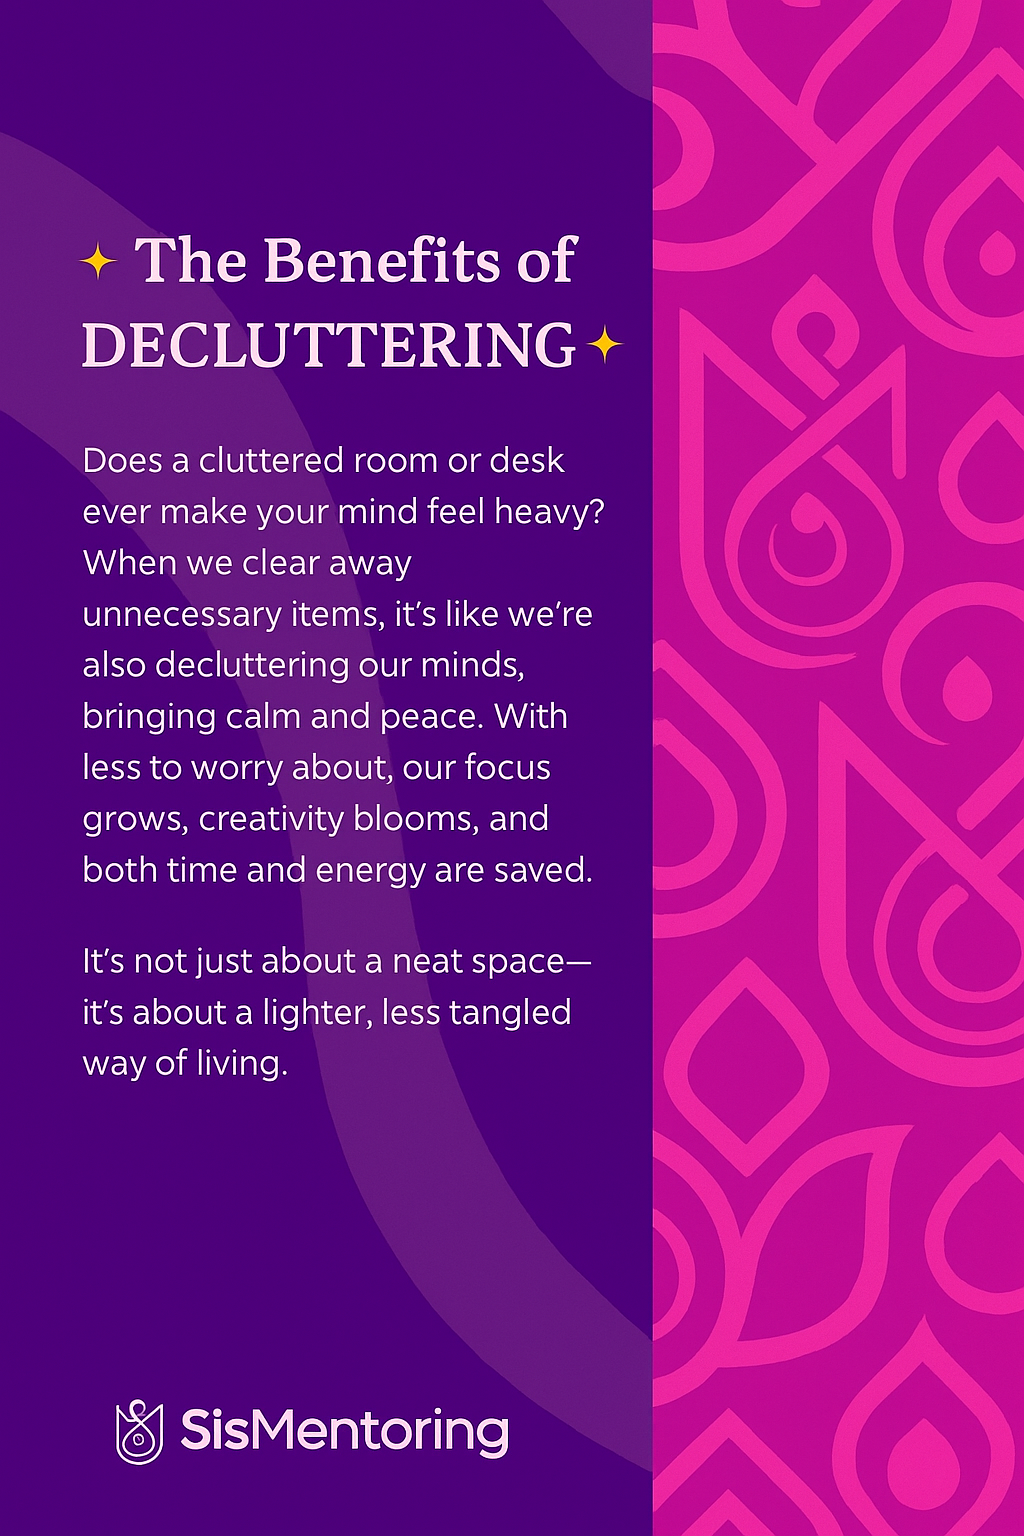 The Benefits of
DECLUTTERING
Does a cluttered room or desk
ever make your mind feel heavy?
When we clear away
unnecessary items, it’s like we’re
also decluttering our minds,
bringing calm and peace. With
less to worry about, our focus
grows, creativity blooms, and
both time and energy are saved.
It’s not just about a neat space—
it’s about a lighter, less tangled
way of living.
SisMentoring